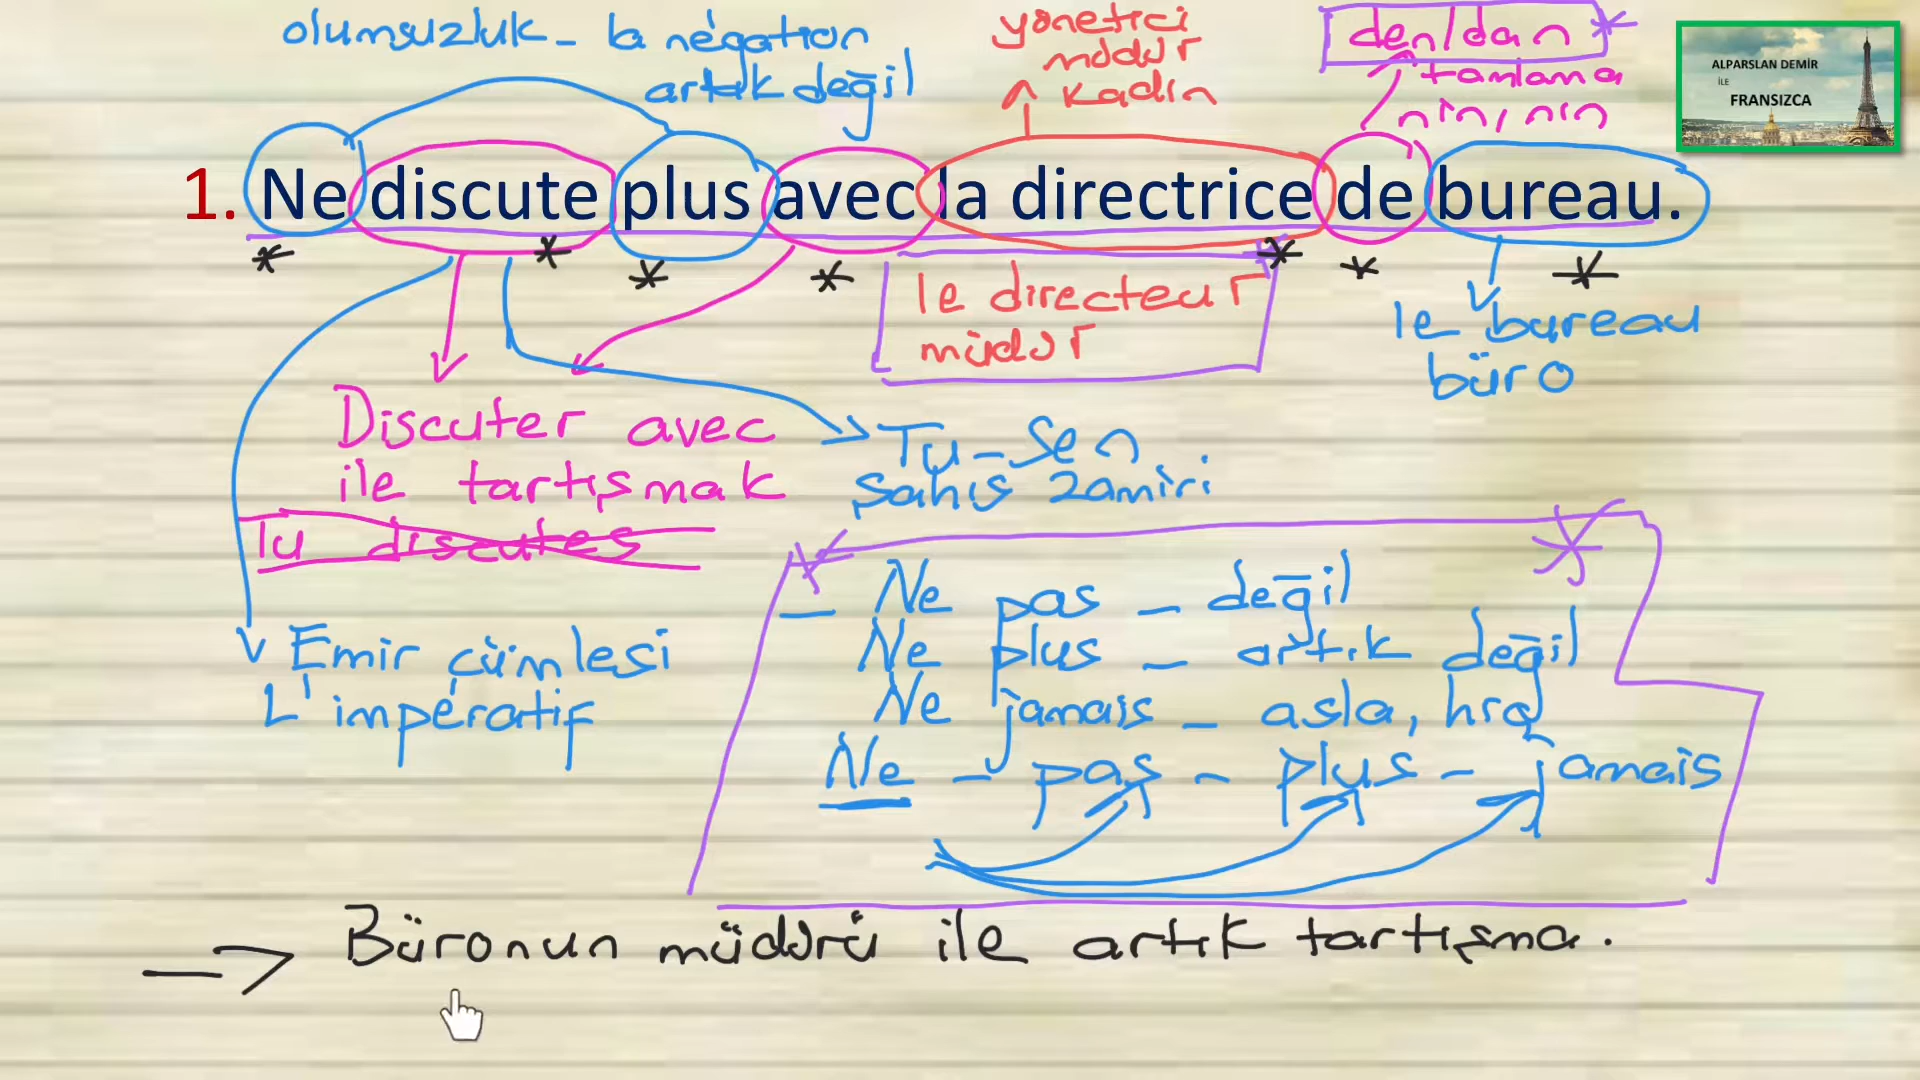 olumsuzluk - la négation
artık değil
yönetici
müdür
kadın
den/dan
tamlama
nin, nın
ALPARSLAN DEMİR
İLE
FRANSIZCA
1. Ne discute plus avec la directrice de bureau.
le directeur
müdür
le bureau
büro
Discuter avec
ile tartışmak
Tu discutes
Tu - Sen
şahıs zamiri
Emir cümlesi
L'impératif
- Ne pas - değil
Ne plus - artık değil
Ne jamais - asla, hiç
Ne - pas - plus - jamais
Büronun müdürü ile artık tartışma.